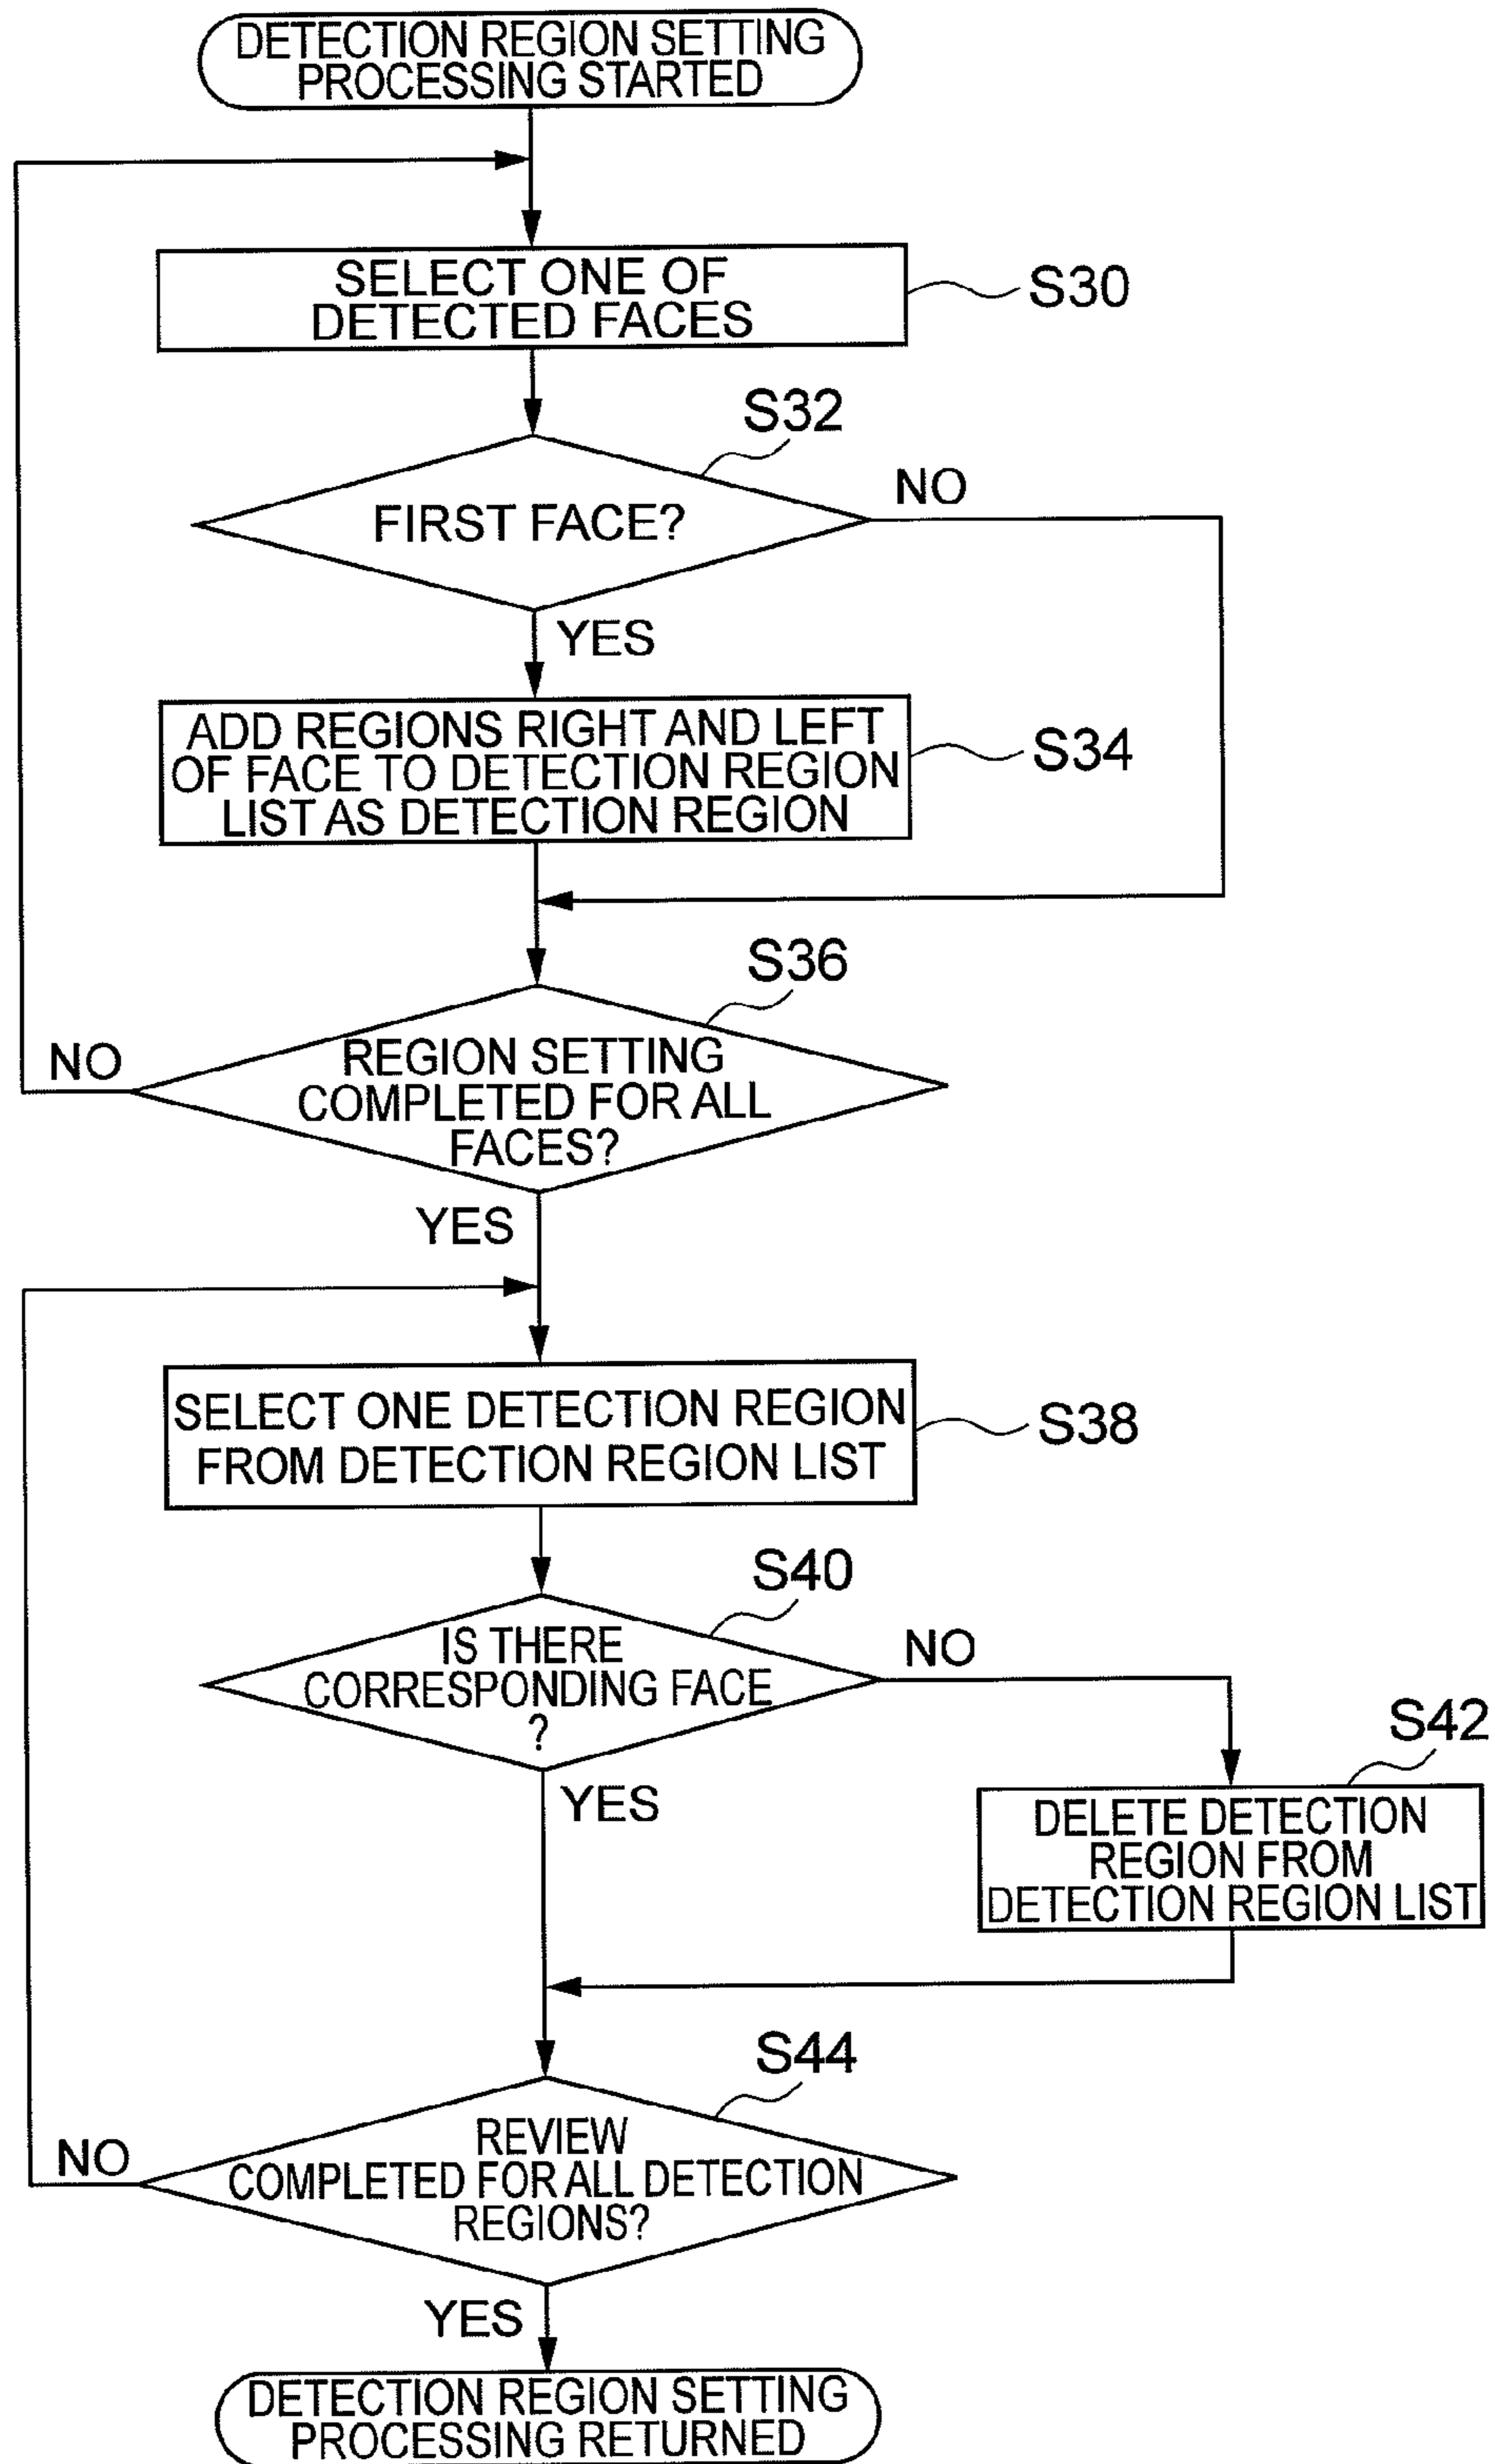 DETECTION REGION SETTING
PROCESSING STARTED
SELECT ONE OF
DETECTED FACES
S30
S32
FIRST FACE?
NO
YES
ADD REGIONS RIGHT AND LEFT
OF FACE TO DETECTION REGION
LIST AS DETECTION REGION
S34
S36
REGION SETTING
COMPLETED FOR ALL
FACES?
NO
YES
SELECT ONE DETECTION REGION
FROM DETECTION REGION LIST
S38
S40
IS THERE
CORRESPONDING FACE
?
NO
YES
S42
DELETE DETECTION
REGION FROM
DETECTION REGION LIST
S44
REVIEW
COMPLETED FOR ALL DETECTION
REGIONS?
NO
YES
DETECTION REGION SETTING
PROCESSING RETURNED